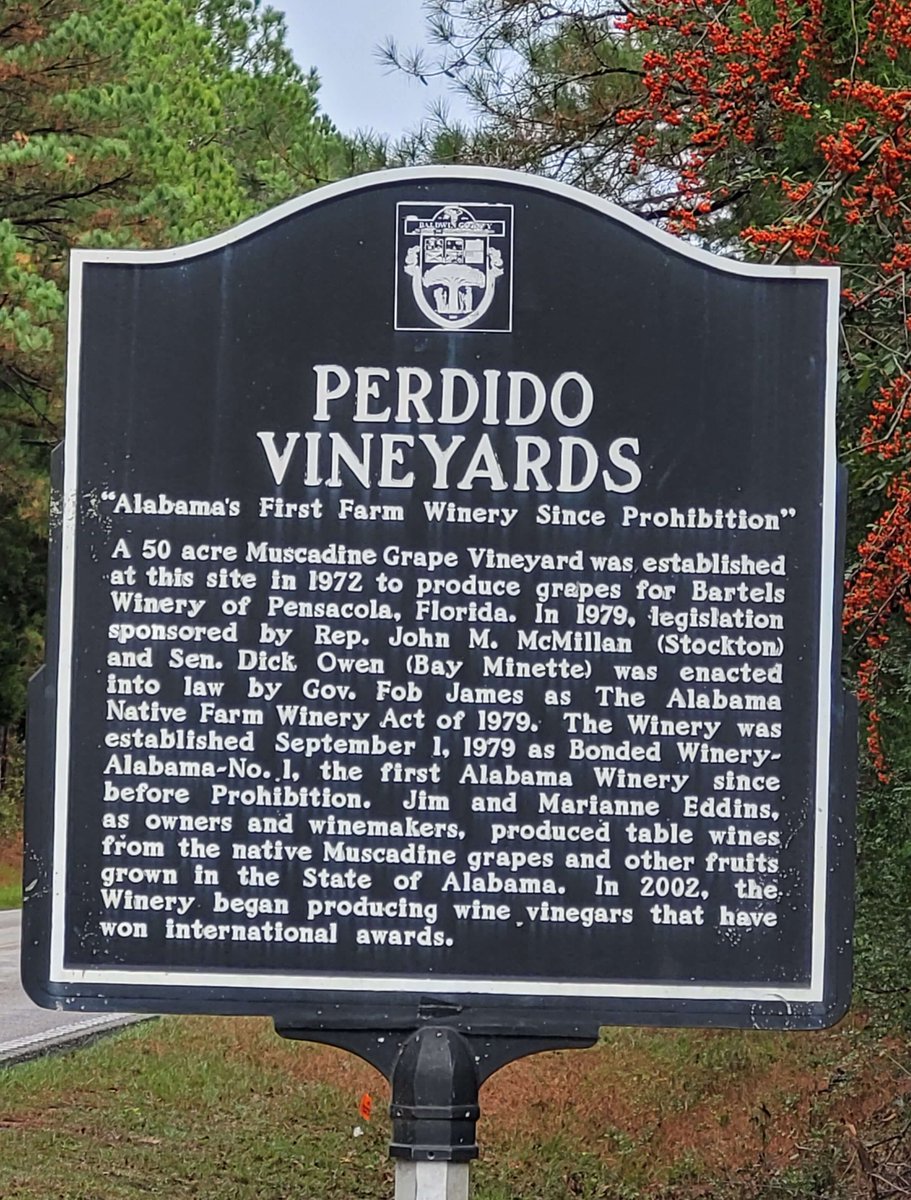 BALDWIN COUNTY
PERDIDO
VINEYARDS
"Alabama's First Farm Winery Since Prohibition"
A 50 acre Muscadine Grape Vineyard was established
at this site in 1972 to produce grapes for Bartels
Winery of Pensacola, Florida. In 1979, legislation
sponsored by Rep. John M. McMillan (Stockton)
and Sen. Dick Owen (Bay Minette) was enacted
into law by Gov. Fob James as The Alabama
Native Farm Winery Act of 1979. The Winery was
established September 1, 1979 as Bonded Winery-
Alabama-No. 1, the first Alabama Winery since
before Prohibition. Jim and Marianne Eddins,
as owners and winemakers, produced table wines
from the native Muscadine grapes and other fruits
grown in the State of Alabama. In 2002, the
Winery began producing wine vinegars that have
won international awards.